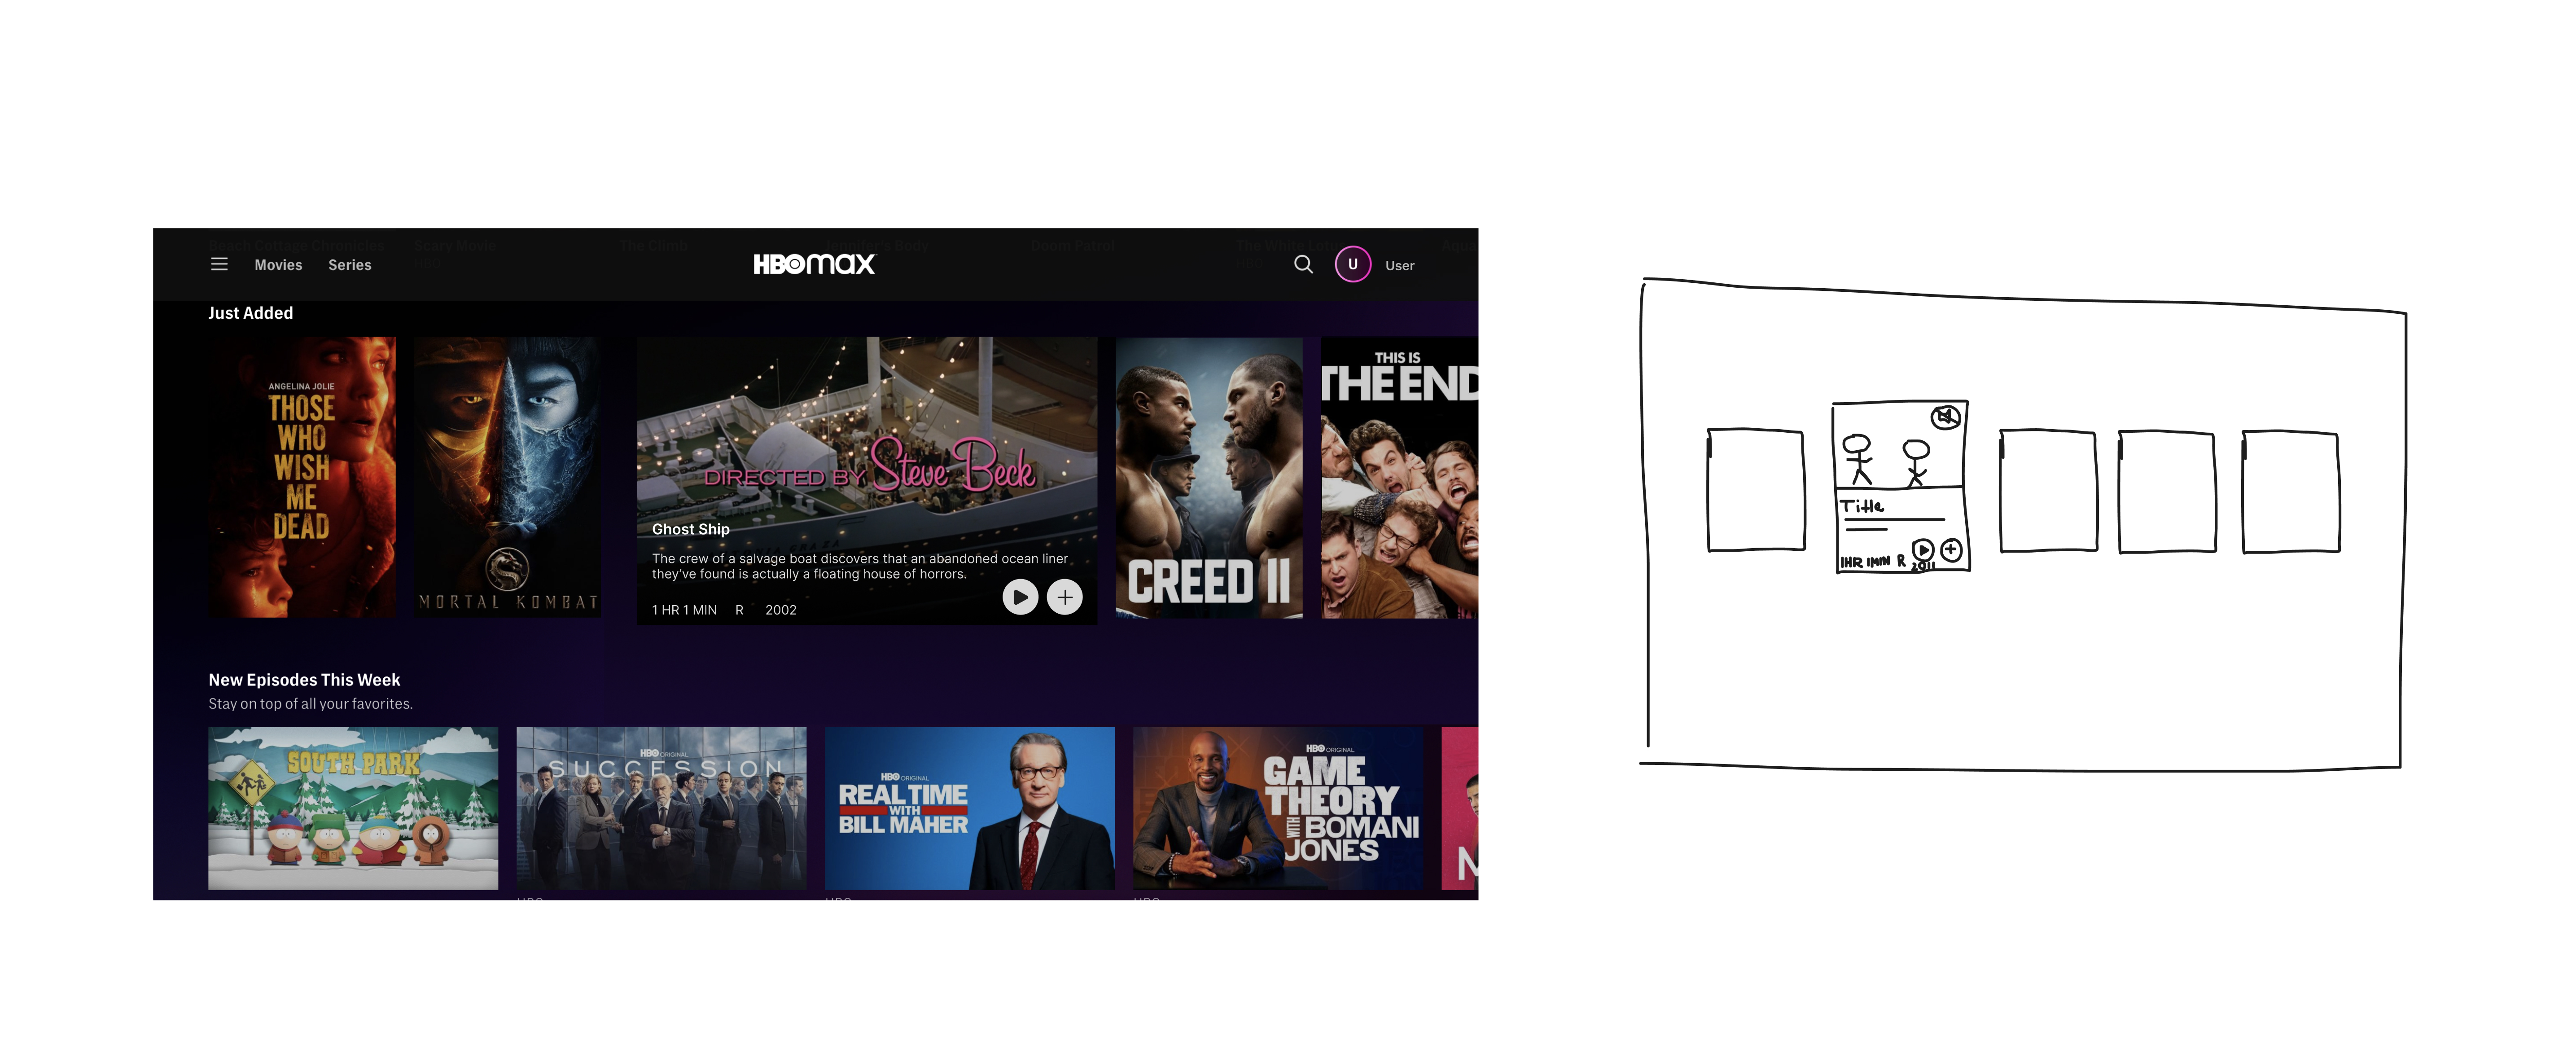 Beach Cottage Chronicles Scary Movie The Climb Jennifer's Body Doom Patrol The White Lotus
Movies Series HBOmax U User
Just Added
ANGELINA JOLIE
THOSE
WHO
WISH
ME
DEAD
MORTAL KOMBAT
DIRECTED BY Steve Beck
Ghost Ship
The crew of a salvage boat discovers that an abandoned ocean liner
they've found is actually a floating house of horrors.
1 HR 1 MIN R 2002
CREED II
THIS IS
THE END
New Episodes This Week
Stay on top of all your favorites.
SOUTH PARK
HBO ORIGINAL
SUCCESSION
HBO ORIGINAL
REAL TIME
WITH
BILL MAHER
HBO ORIGINAL
GAME
THEORY
WITH BOMANI
JONES
M
Title
1HR 1MIN R 2011